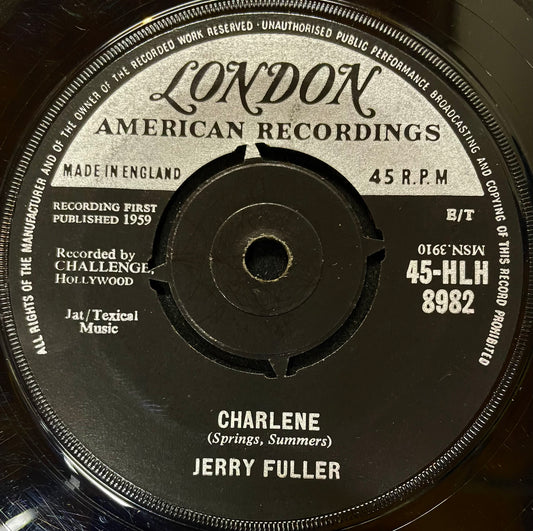 ALL RIGHTS OF THE MANUFACTURER AND OF THE OWNER OF THE RECORDED WORK RESERVED · UNAUTHORISED PUBLIC PERFORMANCE BROADCASTING AND COPYING OF THIS RECORD PROHIBITED
LONDON
AMERICAN RECORDINGS
MADE IN ENGLAND
45 R.P.M
RECORDING FIRST
PUBLISHED 1959
B/T
Recorded by
CHALLENGE,
HOLLYWOOD
MSN.3910
45-HLH
8982
Jat/Texical
Music
CHARLENE
(Springs, Summers)
JERRY FULLER